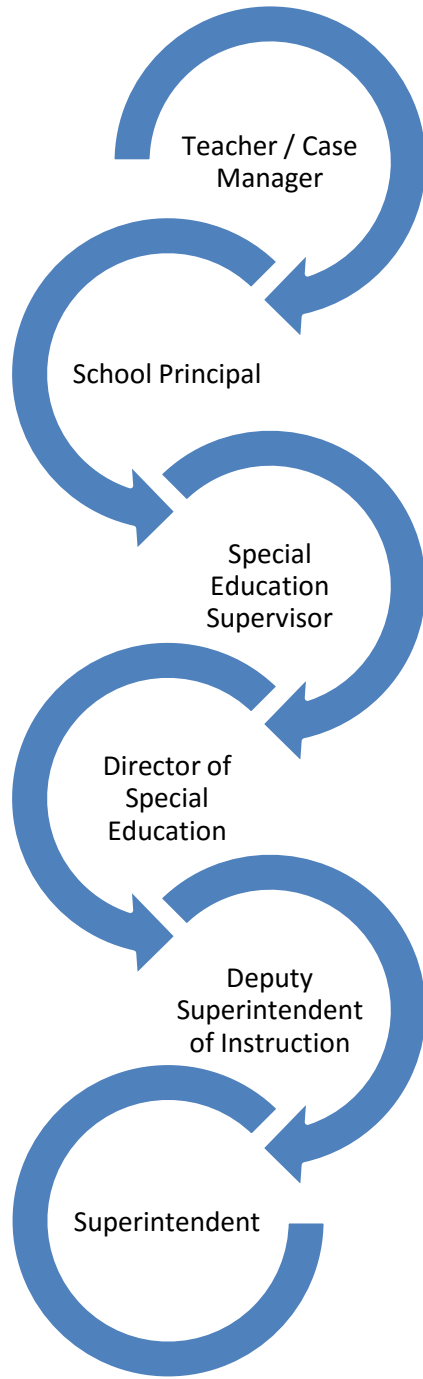 Teacher / Case
Manager
School Principal
Special
Education
Supervisor
Director of
Special
Education
Deputy
Superintendent
of Instruction
Superintendent